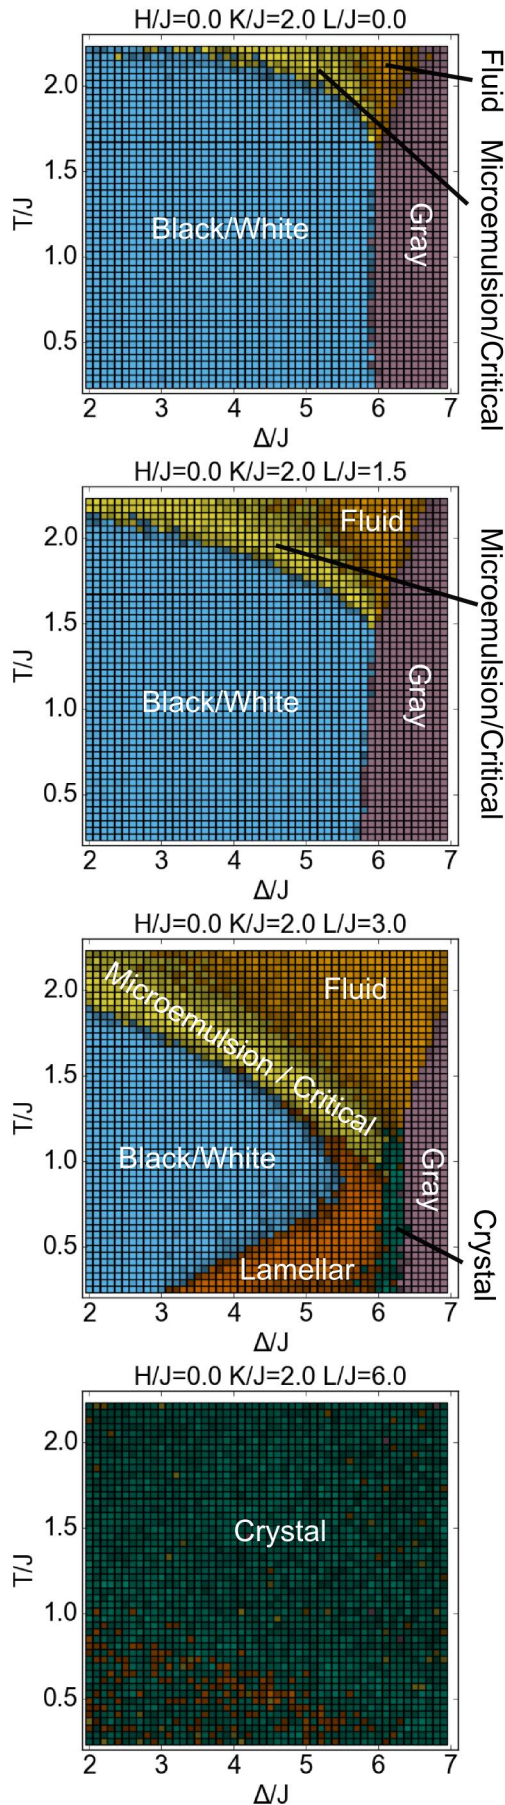 H/J=0.0 K/J=2.0 L/J=0.0
Fluid
Microemulsion/Critical
Black/White
Gray
T/J
2.0
1.5
1.0
0.5
2 3 4 5 6 7
Δ/J
H/J=0.0 K/J=2.0 L/J=1.5
Fluid
Microemulsion/Critical
Black/White
Gray
T/J
2.0
1.5
1.0
0.5
2 3 4 5 6 7
Δ/J
H/J=0.0 K/J=2.0 L/J=3.0
Fluid
Microemulsion / Critical
Black/White
Gray
Lamellar
Crystal
T/J
2.0
1.5
1.0
0.5
2 3 4 5 6 7
Δ/J
H/J=0.0 K/J=2.0 L/J=6.0
Crystal
T/J
2.0
1.5
1.0
0.5
2 3 4 5 6 7
Δ/J